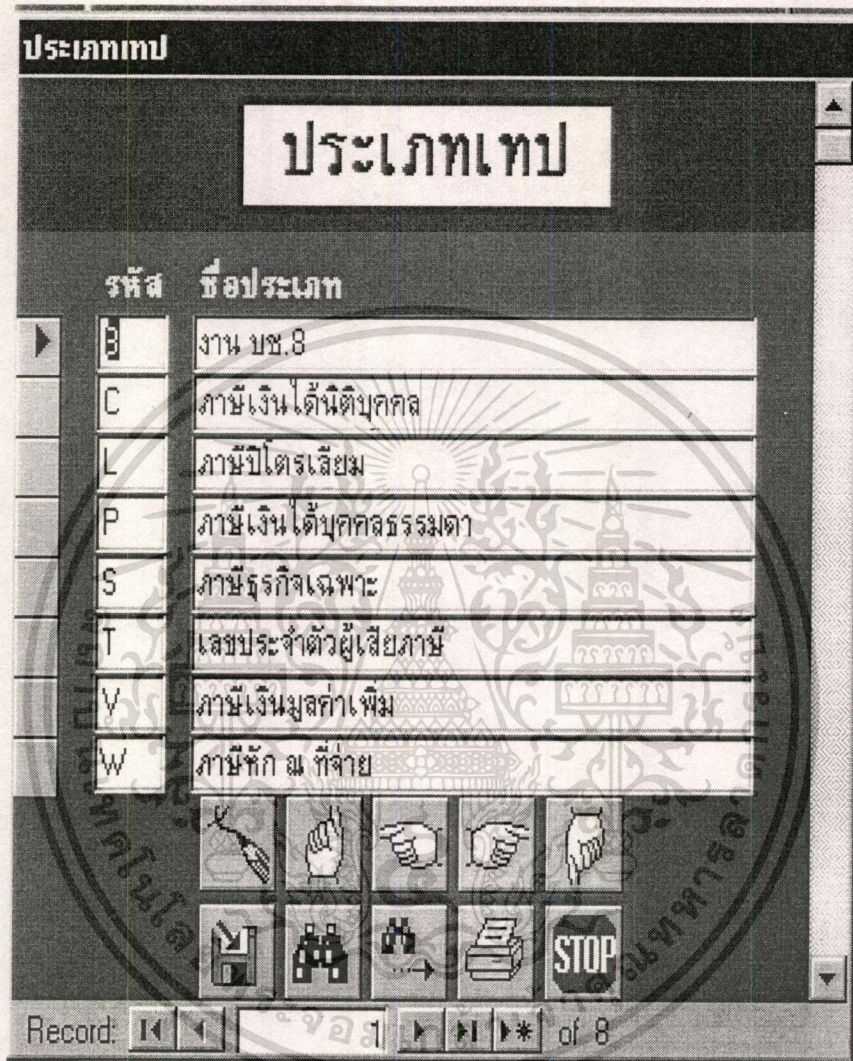 ประเภทเทป
ประเภทเทป
รหัส ชื่อประเภท
B งาน บช.8
C ภาษีเงินได้นิติบุคคล
L ภาษีปิโตรเลียม
P ภาษีเงินได้บุคคลธรรมดา
S ภาษีธุรกิจเฉพาะ
T เลขประจำตัวผู้เสียภาษี
V ภาษีเงินมูลค่าเพิ่ม
W ภาษีหัก ณ ที่จ่าย
STOP
Record: 1 of 8